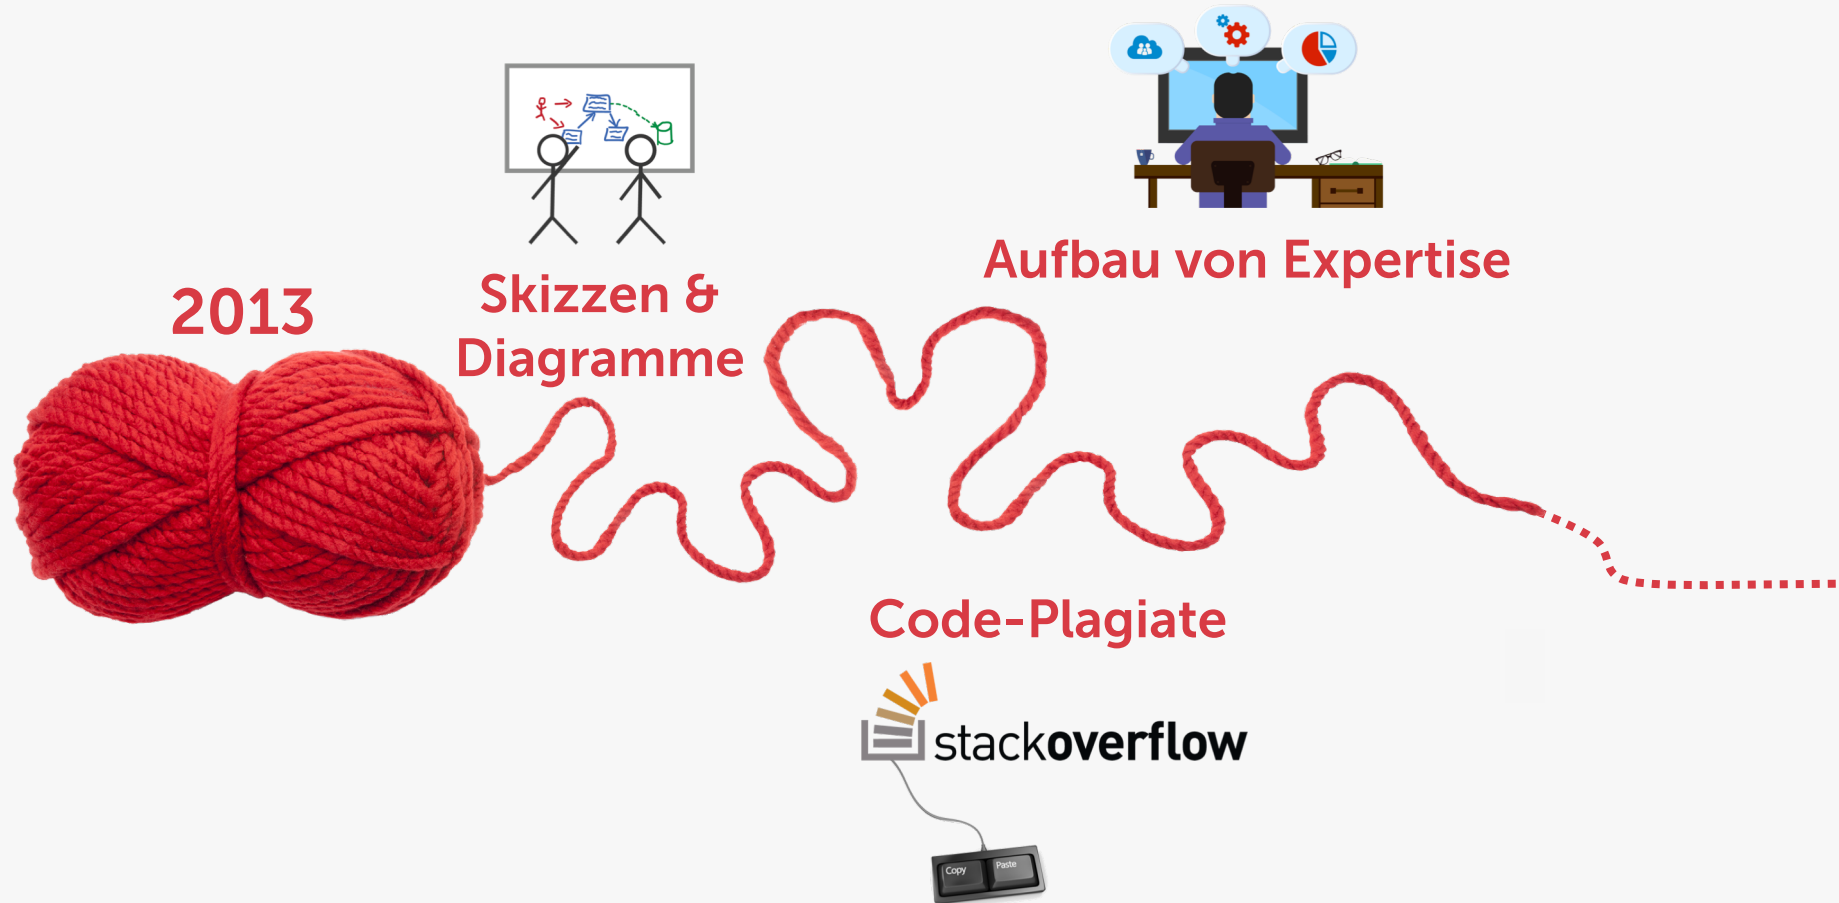 2013
Skizzen &
Diagramme
Aufbau von Expertise
Code-Plagiate
stackoverflow
Copy
Paste